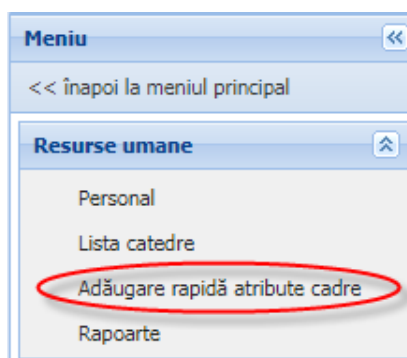 Meniu
<< înapoi la meniul principal
Resurse umane
Personal
Lista catedre
Adăugare rapidă atribute cadre
Rapoarte